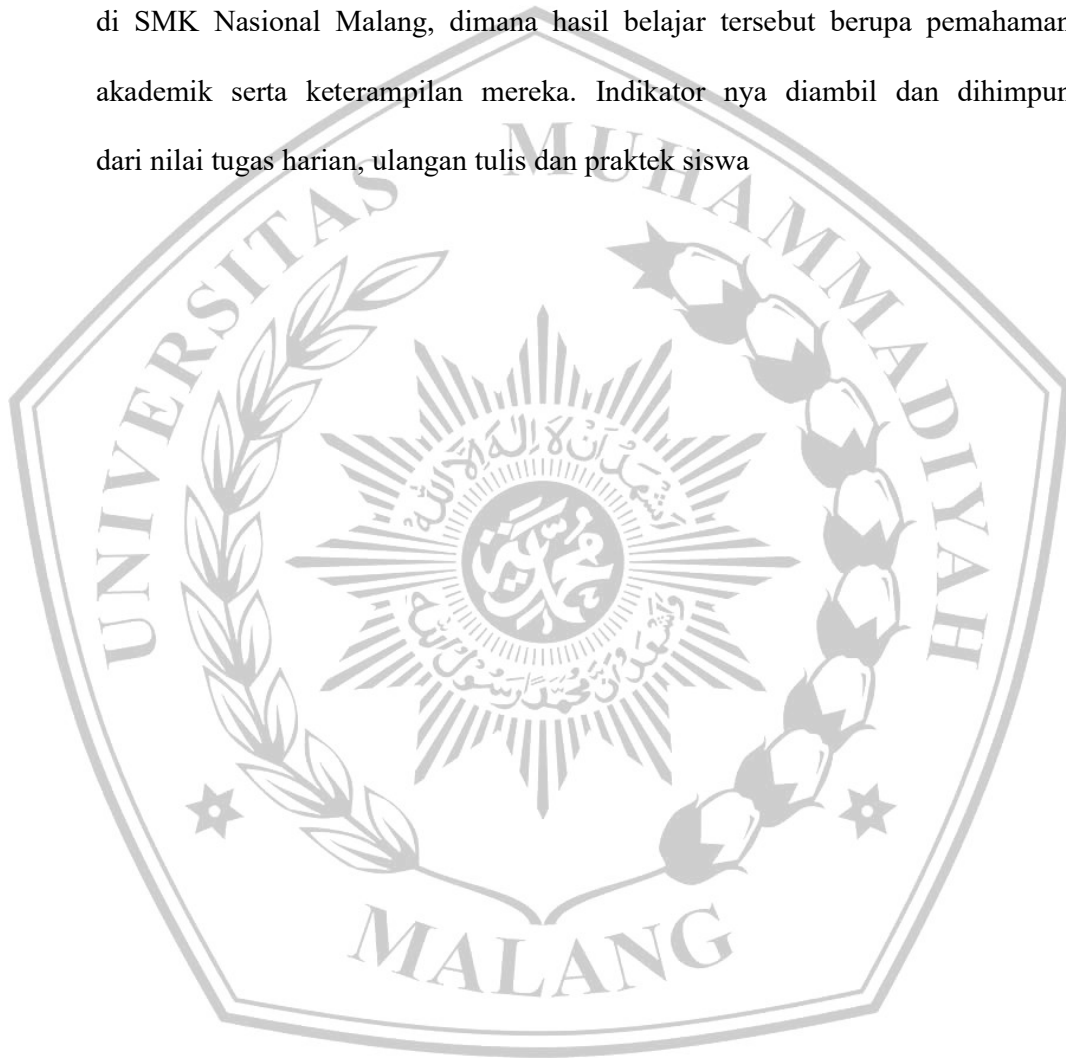 di SMK Nasional Malang, dimana hasil belajar tersebut berupa pemahaman
akademik serta keterampilan mereka. Indikator nya diambil dan dihimpun
dari nilai tugas harian, ulangan tulis dan praktek siswa
UNIVERSITAS MUHAMMADIYAH
MALANG